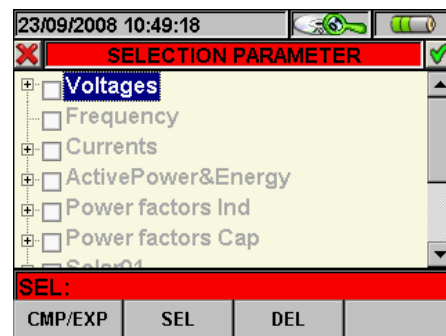 23/09/2008 10:49:18
SELECTION PARAMETER
Voltages
Frequency
Currents
ActivePower&Energy
Power factors Ind
Power factors Cap
Solar01
SEL:
CMP/EXP SEL DEL